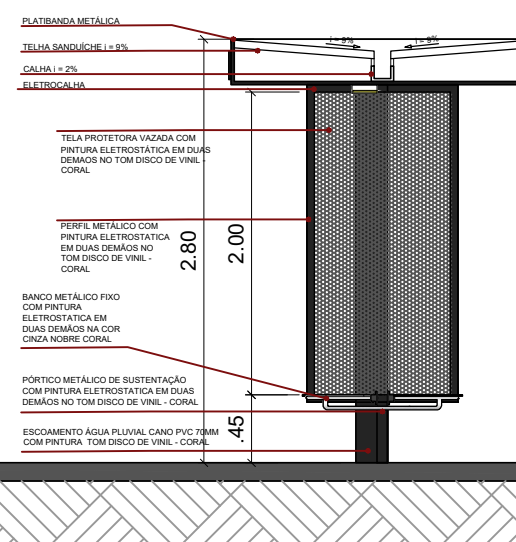 PLATIBANDA METÁLICA
TELHA SANDUÍCHE i = 9%
i = 9%
i = 9%
CALHA i = 2%
ELETROCALHA
TELA PROTETORA VAZADA COM
PINTURA ELETROSTÁTICA EM DUAS
DEMAOS NO TOM DISCO DE VINIL -
CORAL
PERFIL METÁLICO COM
PINTURA ELETROSTATICA
EM DUAS DEMÃOS NO
TOM DISCO DE VINIL -
CORAL
2.80
2.00
BANCO METÁLICO FIXO
COM PINTURA
ELETROSTATICA EM
DUAS DEMÃOS NA COR
CINZA NOBRE CORAL
PÓRTICO METÁLICO DE SUSTENTAÇÃO
COM PINTURA ELETROSTATICA EM DUAS
DEMÃOS NO TOM DISCO DE VINIL - CORAL
.45
ESCOAMENTO ÁGUA PLUVIAL CANO PVC 70MM
COM PINTURA TOM DISCO DE VINIL - CORAL